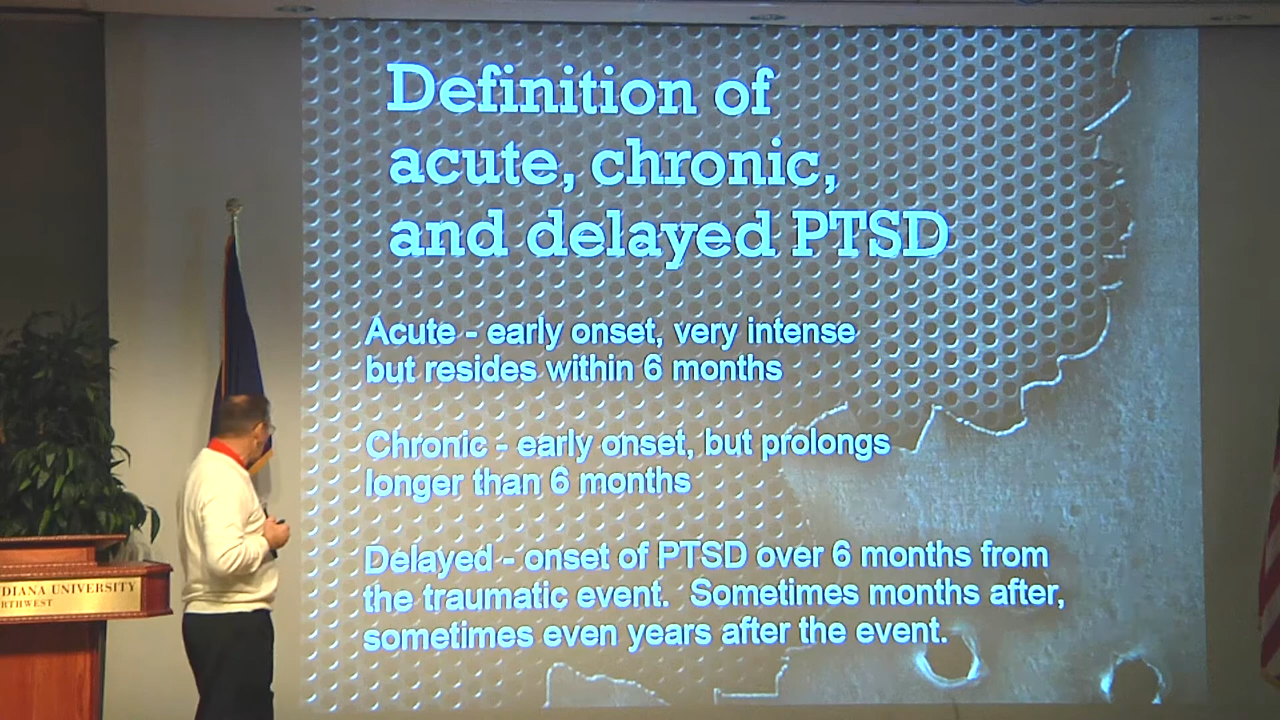 Definition of
acute, chronic,
and delayed PTSD
Acute - early onset, very intense
but resides within 6 months
Chronic - early onset, but prolongs
longer than 6 months
Delayed - onset of PTSD over 6 months from
the traumatic event.  Sometimes months after,
sometimes even years after the event.
DIANA UNIVERSITY
RTHWEST